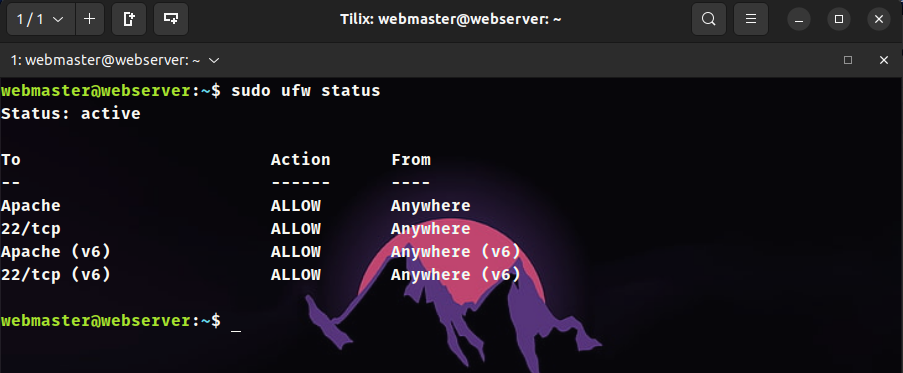 1 / 1 Tilix: webmaster@webserver: ~
1: webmaster@webserver: ~
webmaster@webserver:~$ sudo ufw status
Status: active
To Action From
-- ------ ----
Apache ALLOW Anywhere
22/tcp ALLOW Anywhere
Apache (v6) ALLOW Anywhere (v6)
22/tcp (v6) ALLOW Anywhere (v6)
webmaster@webserver:~$ _